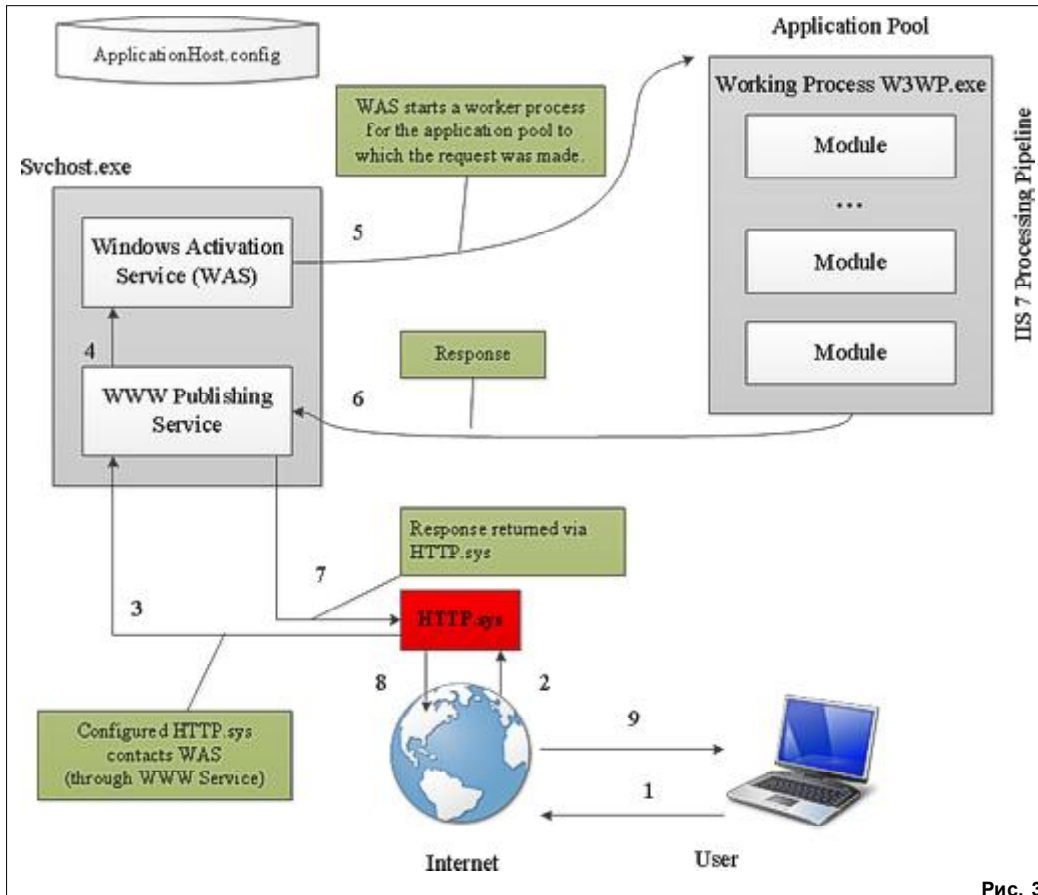 ApplicationHost.config
Application Pool
Working Process W3WP.exe
Module
...
Module
Module
IIS 7 Processing Pipeline
WAS starts a worker process
for the application pool to
which the request was made.
Svchost.exe
Windows Activation
Service (WAS)
5
4
WWW Publishing
Service
Response
6
Response returned via
HTTP.sys
7
3
HTTP.sys
8
2
Configured HTTP.sys
contacts WAS
(through WWW Service)
9
1
Internet
User
Рис. 3